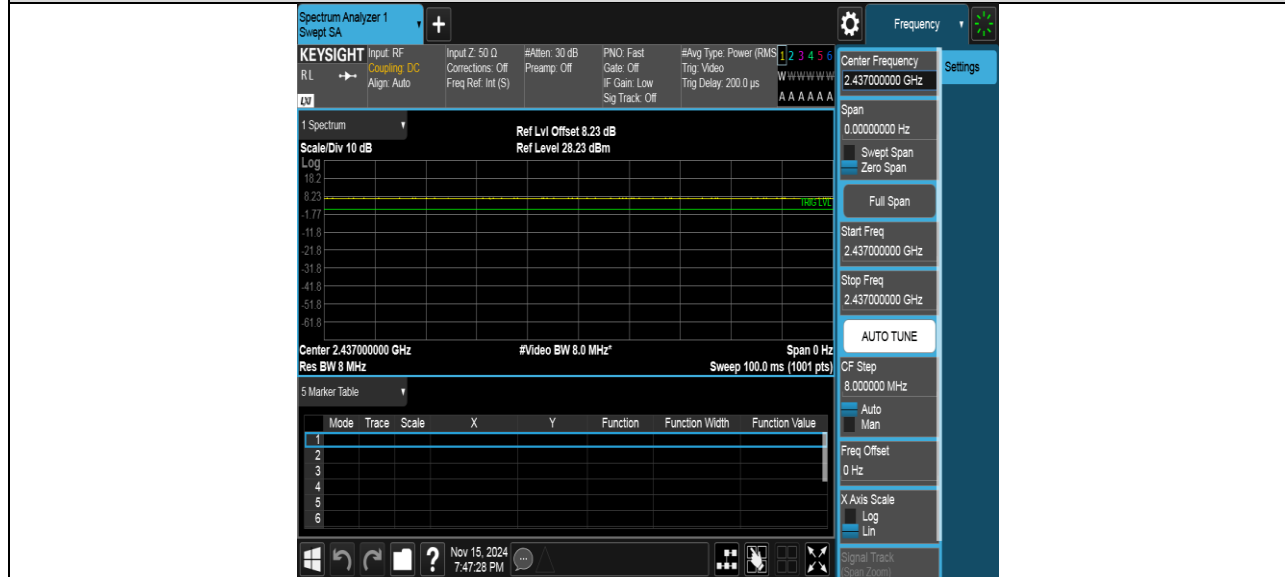 Spectrum Analyzer 1
Swept SA
+
Frequency
KEYSIGHT
RL
LXI
Input: RF
Coupling: DC
Align: Auto
Input Z: 50 Ω
Corrections: Off
Freq Ref: Int (S)
#Atten: 30 dB
Preamp: Off
PNO: Fast
Gate: Off
IF Gain: Low
Sig Track: Off
#Avg Type: Power (RMS
Trig: Video
Trig Delay: 200.0 µs
1 2 3 4 5 6
W W W W W W
A A A A A A
1 Spectrum
Scale/Div 10 dB
Ref Lvl Offset 8.23 dB
Ref Level 28.23 dBm
Log
18.2
8.23
-1.77
-11.8
-21.8
-31.8
-41.8
-51.8
-61.8
TRIG LVL
Center 2.437000000 GHz
#Video BW 8.0 MHz*
Span 0 Hz
Res BW 8 MHz
Sweep 100.0 ms (1001 pts)
5 Marker Table
Mode Trace Scale X Y Function Function Width Function Value
1
2
3
4
5
6
Nov 15, 2024
7:47:28 PM
Center Frequency
2.437000000 GHz
Settings
Span
0.00000000 Hz
Swept Span
Zero Span
Full Span
Start Freq
2.437000000 GHz
Stop Freq
2.437000000 GHz
AUTO TUNE
CF Step
8.000000 MHz
Auto
Man
Freq Offset
0 Hz
X Axis Scale
Log
Lin
Signal Track
(Span Zoom)